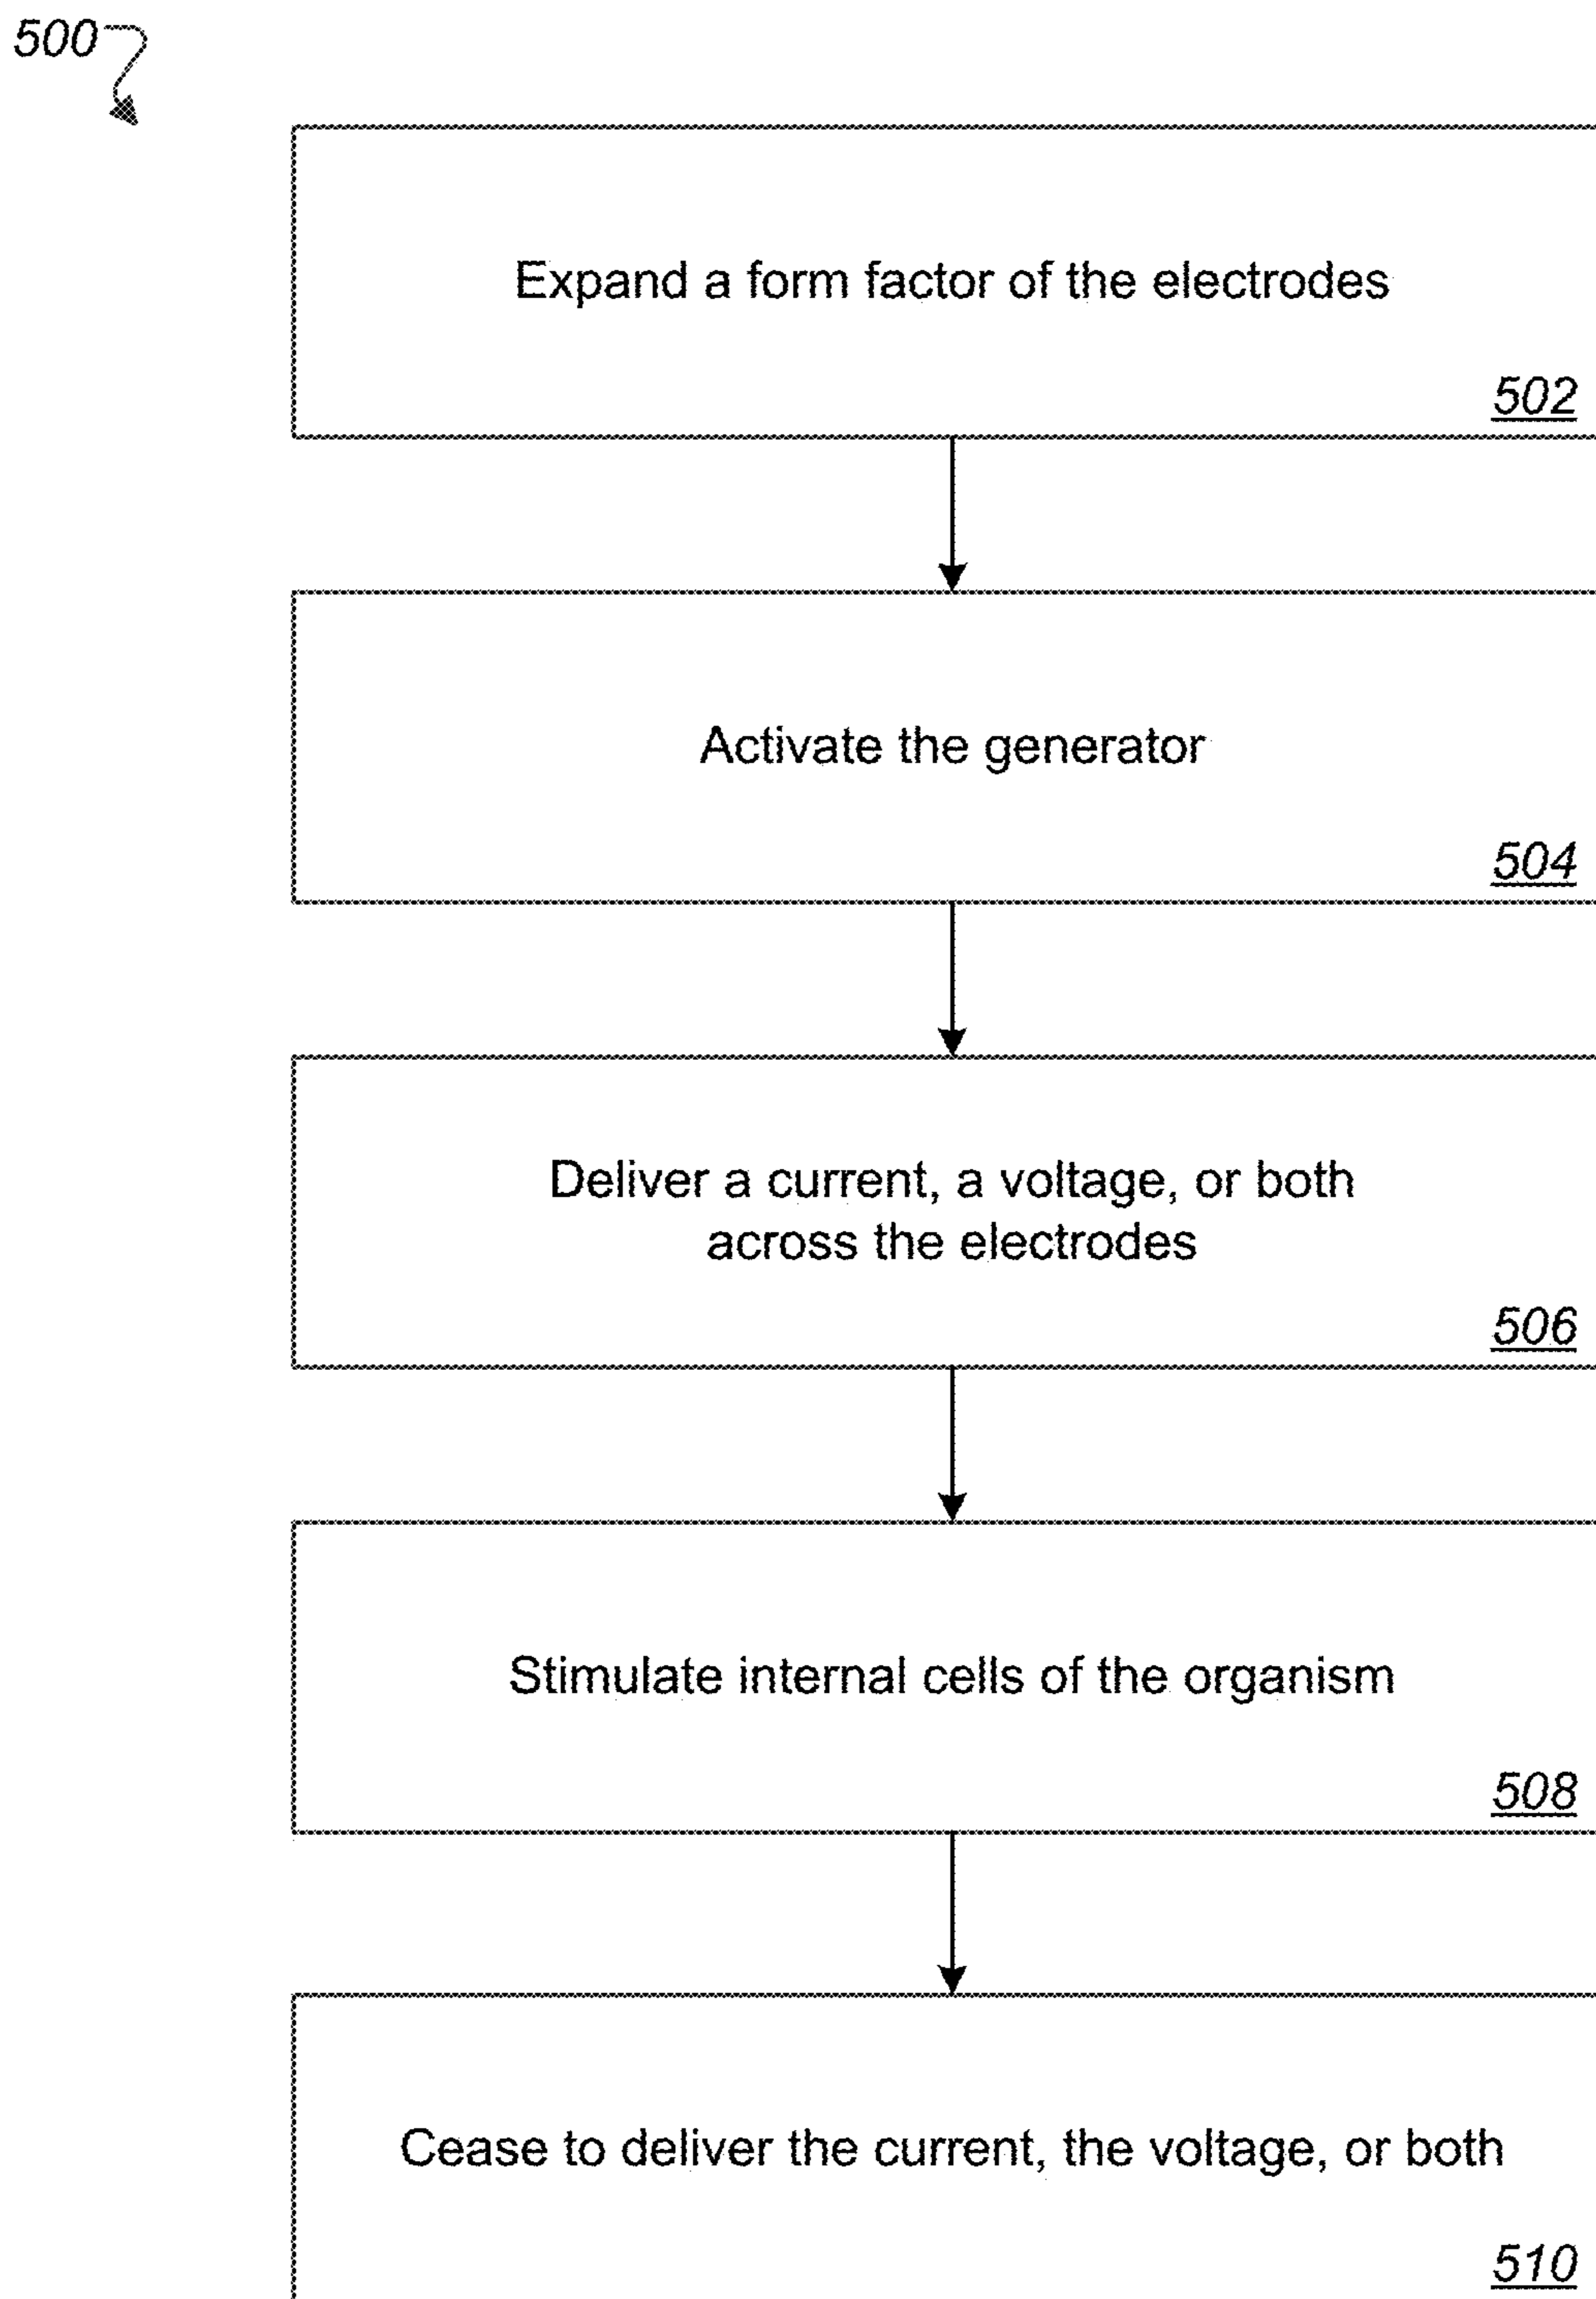 500
Expand a form factor of the electrodes
502
Activate the generator
504
Deliver a current, a voltage, or both
across the electrodes
506
Stimulate internal cells of the organism
508
Cease to deliver the current, the voltage, or both
510